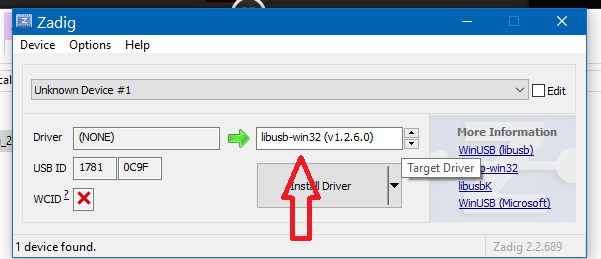 Zadig
Device Options Help
Unknown Device #1
Edit
Driver (NONE) libusb-win32 (v1.2.6.0)
More Information
WinUSB (libusb)
USB ID 1781 0C9F
Target Driver
b-win32
WCID ?
Install Driver
libusbK
WinUSB (Microsoft)
1 device found.
Zadig 2.2.689